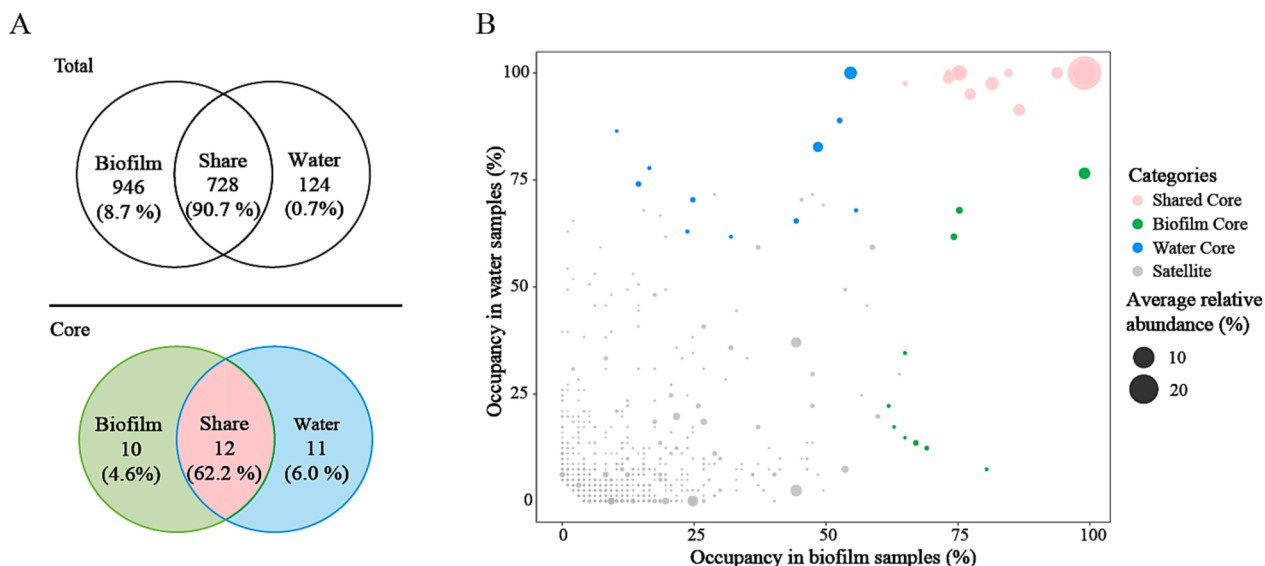 A
Total
Biofilm
946
(8.7 %)
Share
728
(90.7 %)
Water
124
(0.7%)
Core
Biofilm
10
(4.6%)
Share
12
(62.2 %)
Water
11
(6.0 %)
B
Occupancy in water samples (%)
100
75
50
25
0
0
25
50
75
100
Occupancy in biofilm samples (%)
Categories
Shared Core
Biofilm Core
Water Core
Satellite
Average relative
abundance (%)
10
20